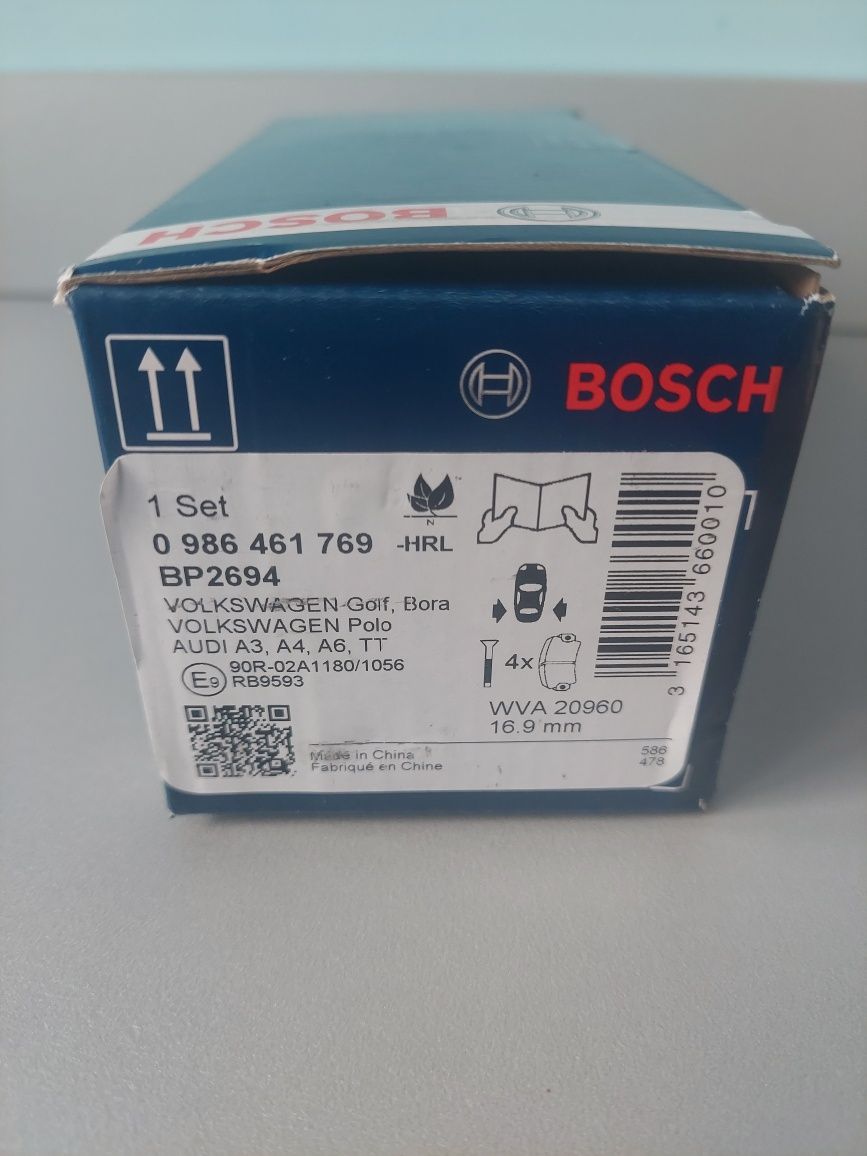 BOSCH
BOSCH
1 Set
0 986 461 769 -HRL
BP2694
VOLKSWAGEN Golf, Bora
VOLKSWAGEN Polo
AUDI A3, A4, A6, TT
E9 90R-02A1180/1056
RB9593
N
4x
WVA 20960
16.9 mm
Made in China
Fabriqué en Chine
586
478
3 165143 660010